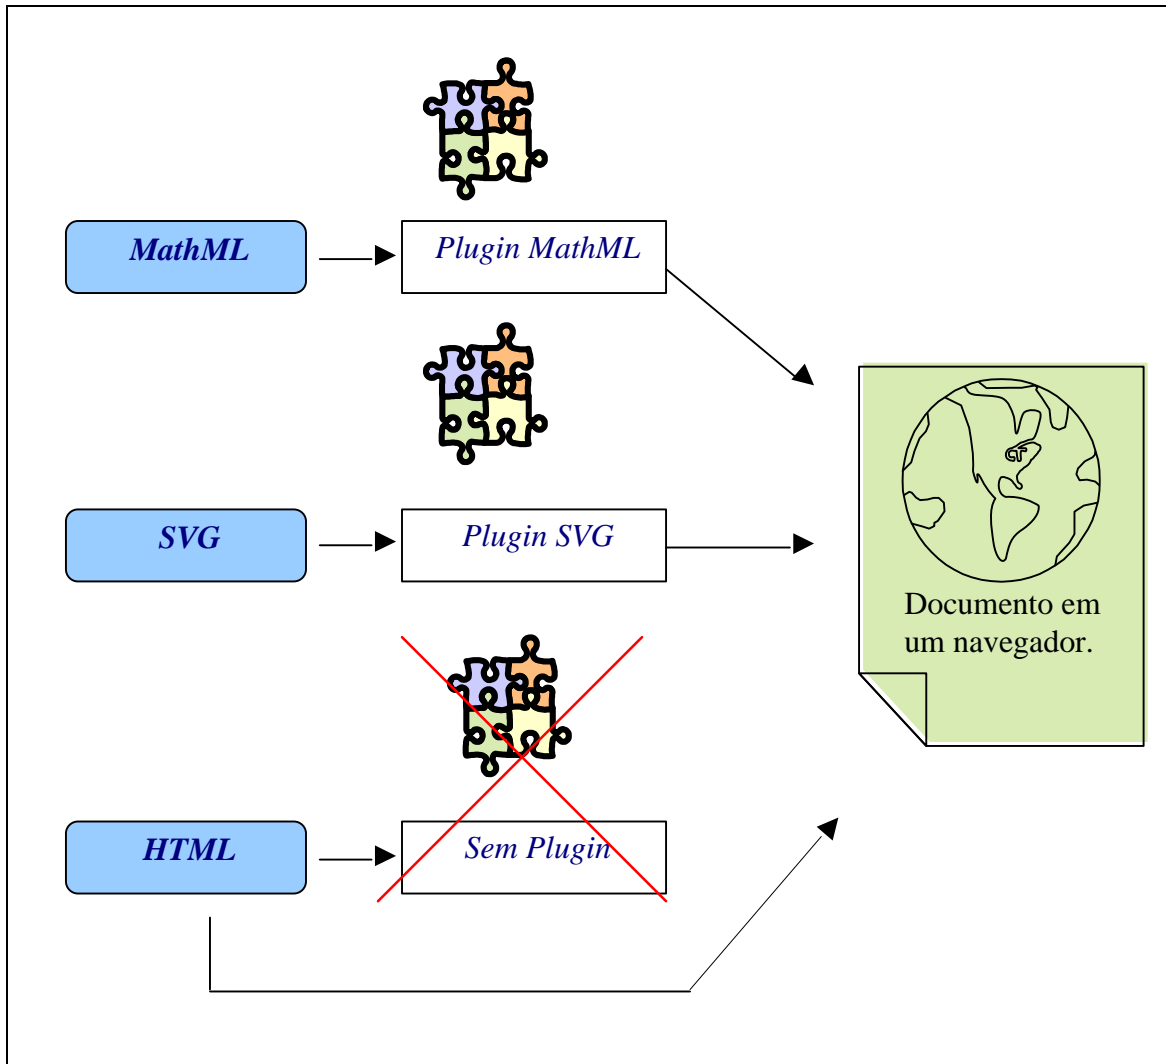 MathML
Plugin MathML
SVG
Plugin SVG
Documento em
um navegador.
HTML
Sem Plugin